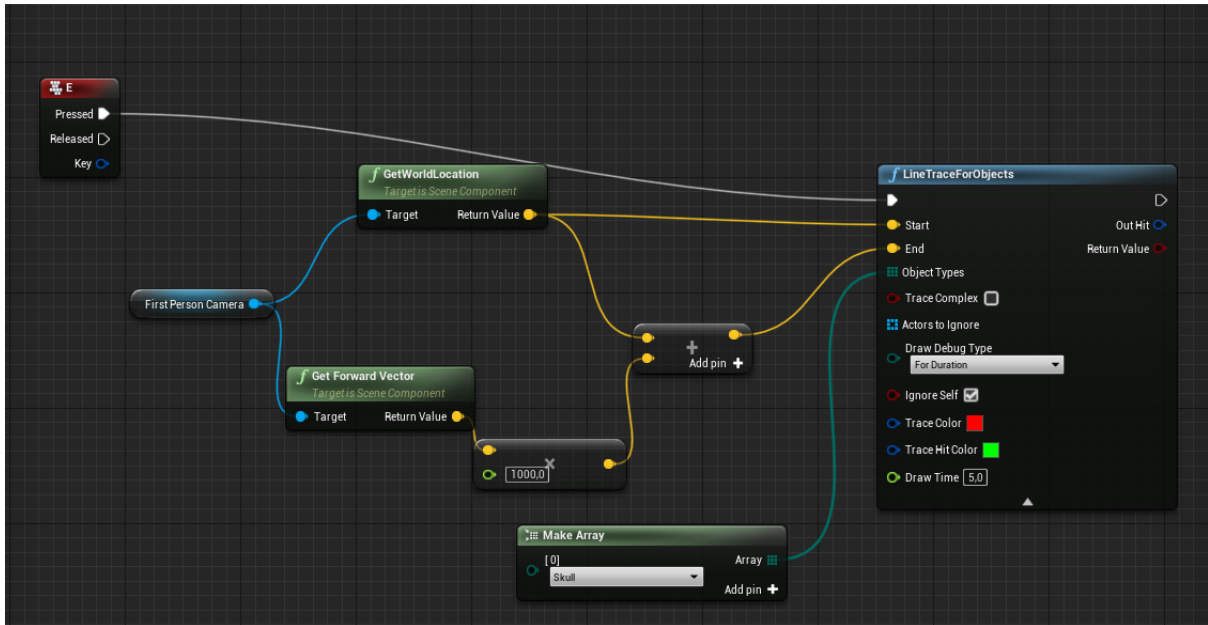 E
Pressed
Released
Key
GetWorldLocation
Target is Scene Component
Target Return Value
First Person Camera
Get Forward Vector
Target is Scene Component
Target Return Value
+
Add pin +
×
1000,0
Make Array
[0] Array
Skull
Add pin +
LineTraceForObjects
Start Out Hit
End Return Value
Object Types
Trace Complex
Actors to Ignore
Draw Debug Type
For Duration
Ignore Self
Trace Color
Trace Hit Color
Draw Time 5,0